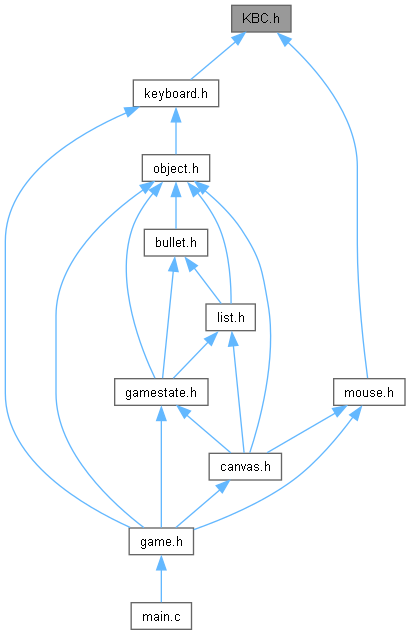 KBC.h
keyboard.h
object.h
bullet.h
list.h
gamestate.h
mouse.h
canvas.h
game.h
main.c